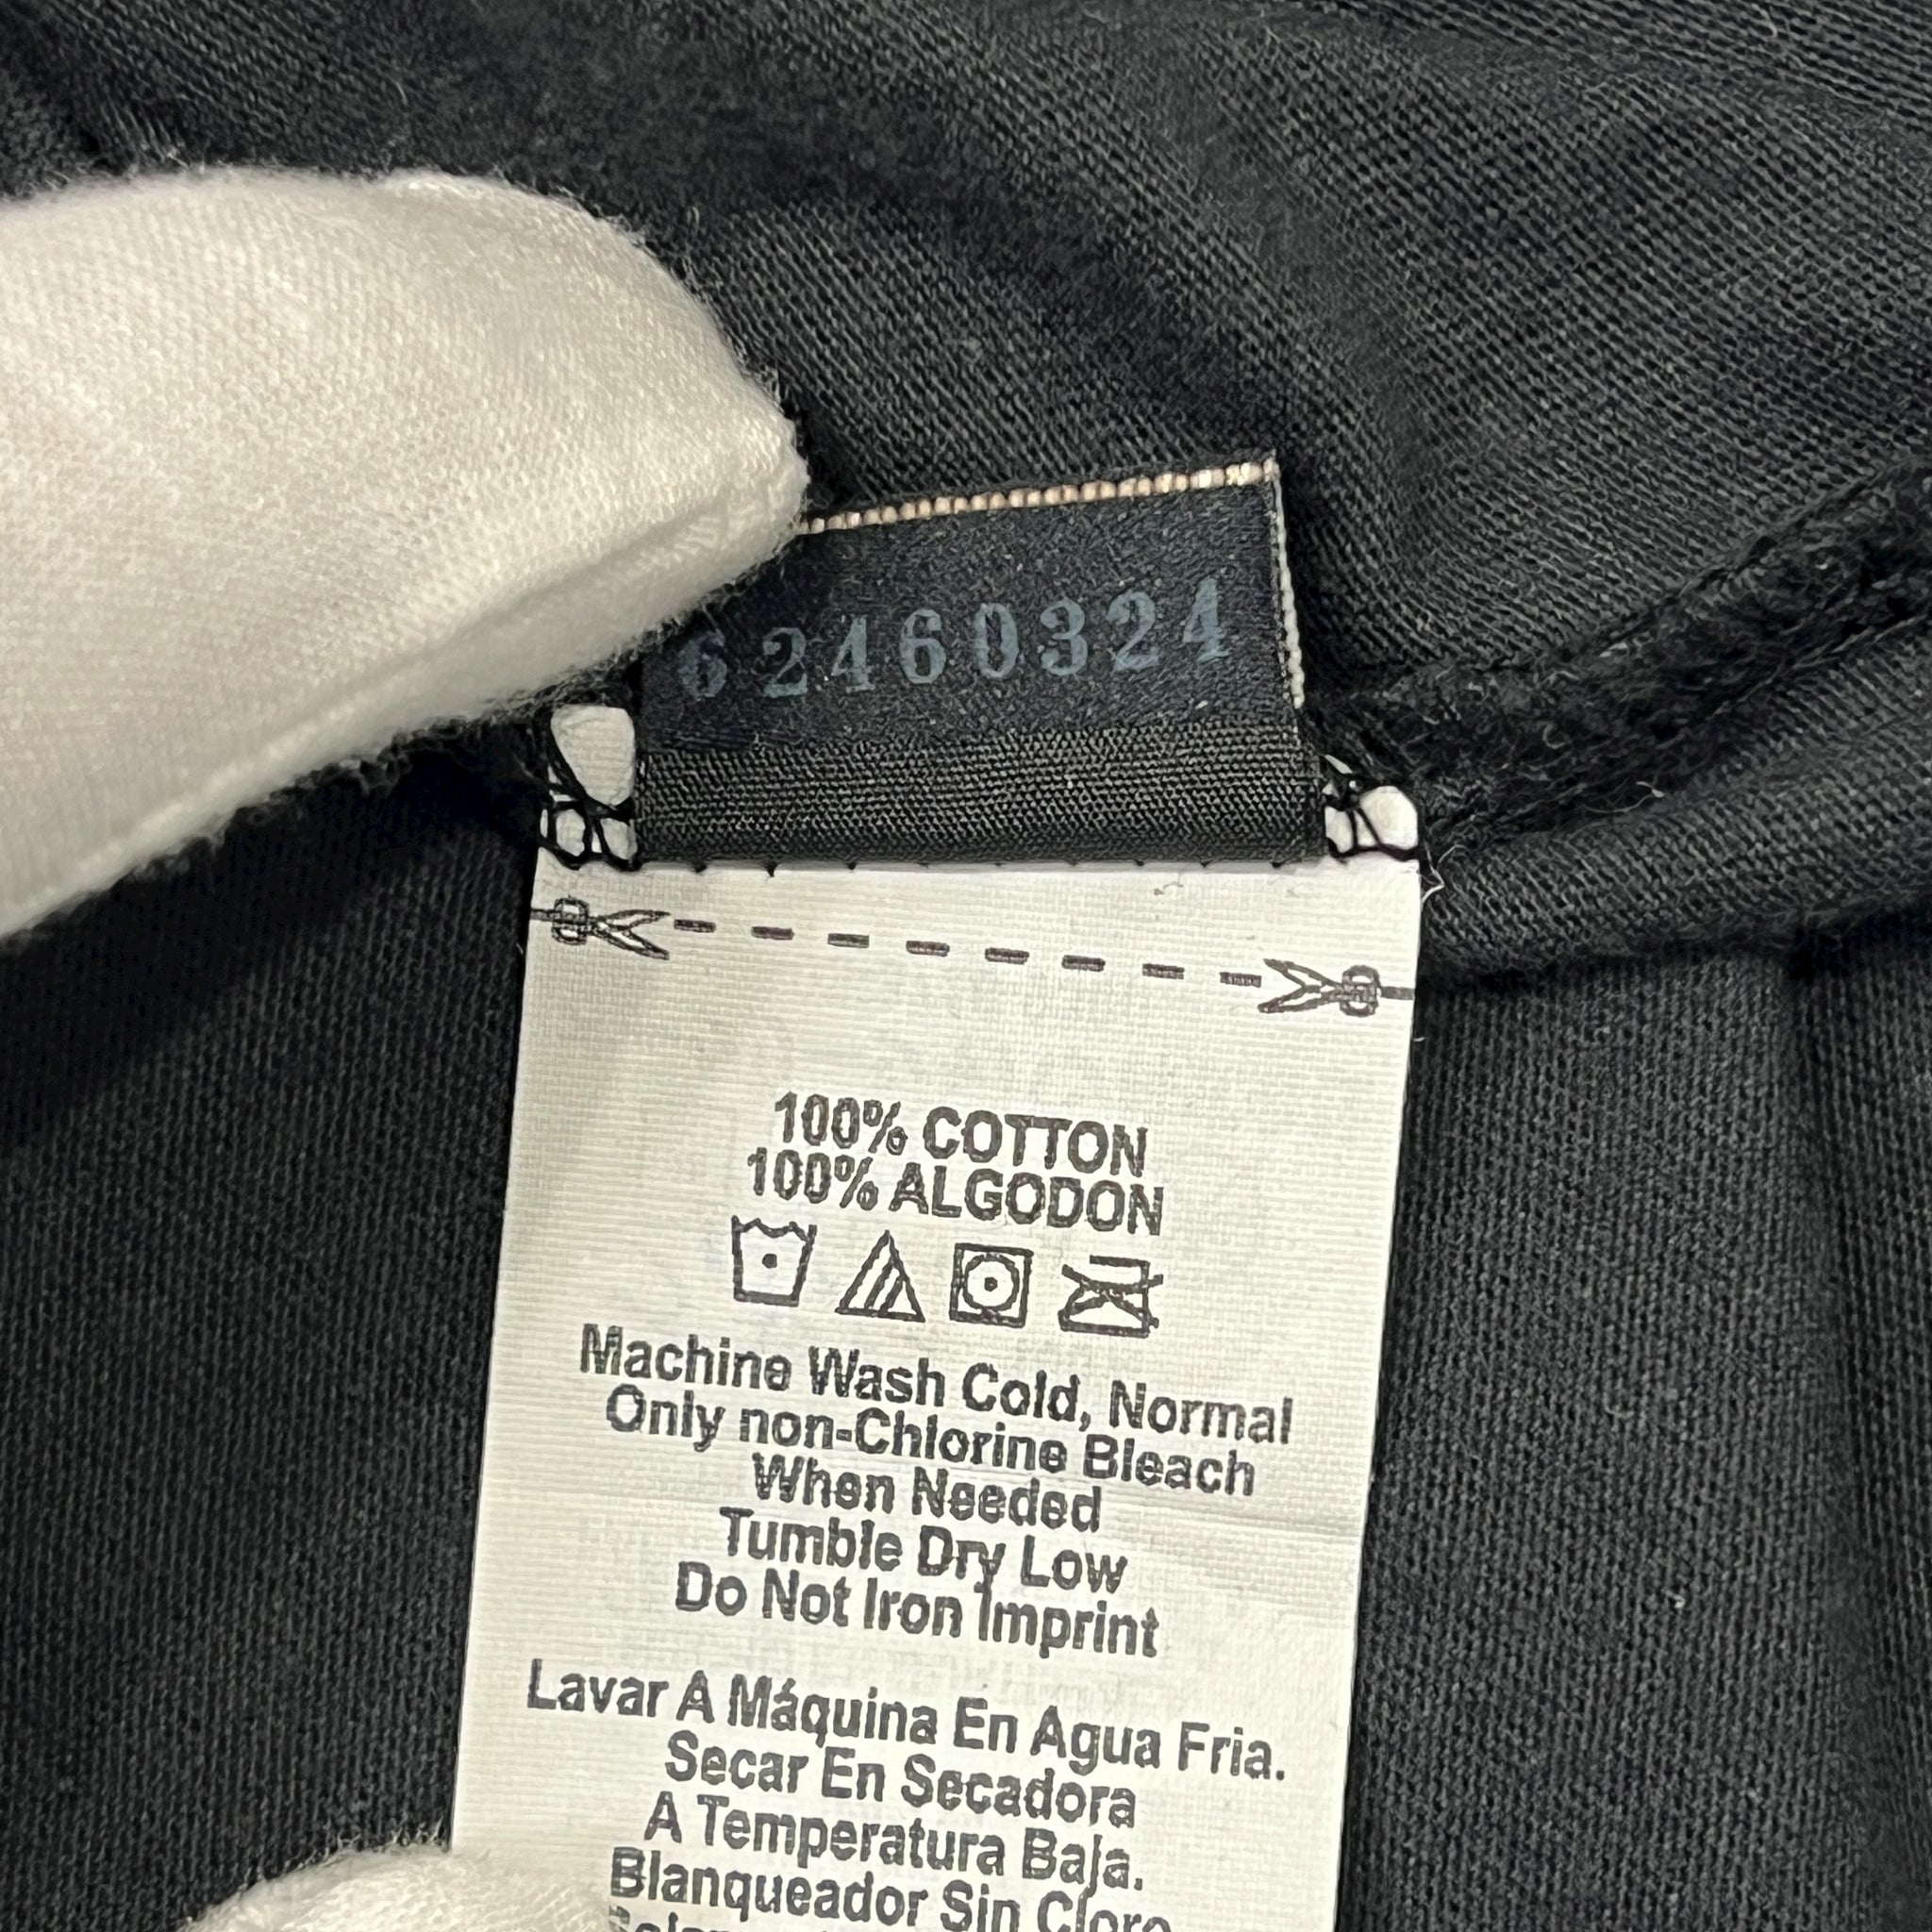 62460324
100% COTTON
100% ALGODON
Machine Wash Cold, Normal
Only non-Chlorine Bleach
When Needed
Tumble Dry Low
Do Not Iron Imprint
Lavar A Máquina En Agua Fria.
Secar En Secadora
A Temperatura Baja.
Blanqueador Sin Cloro